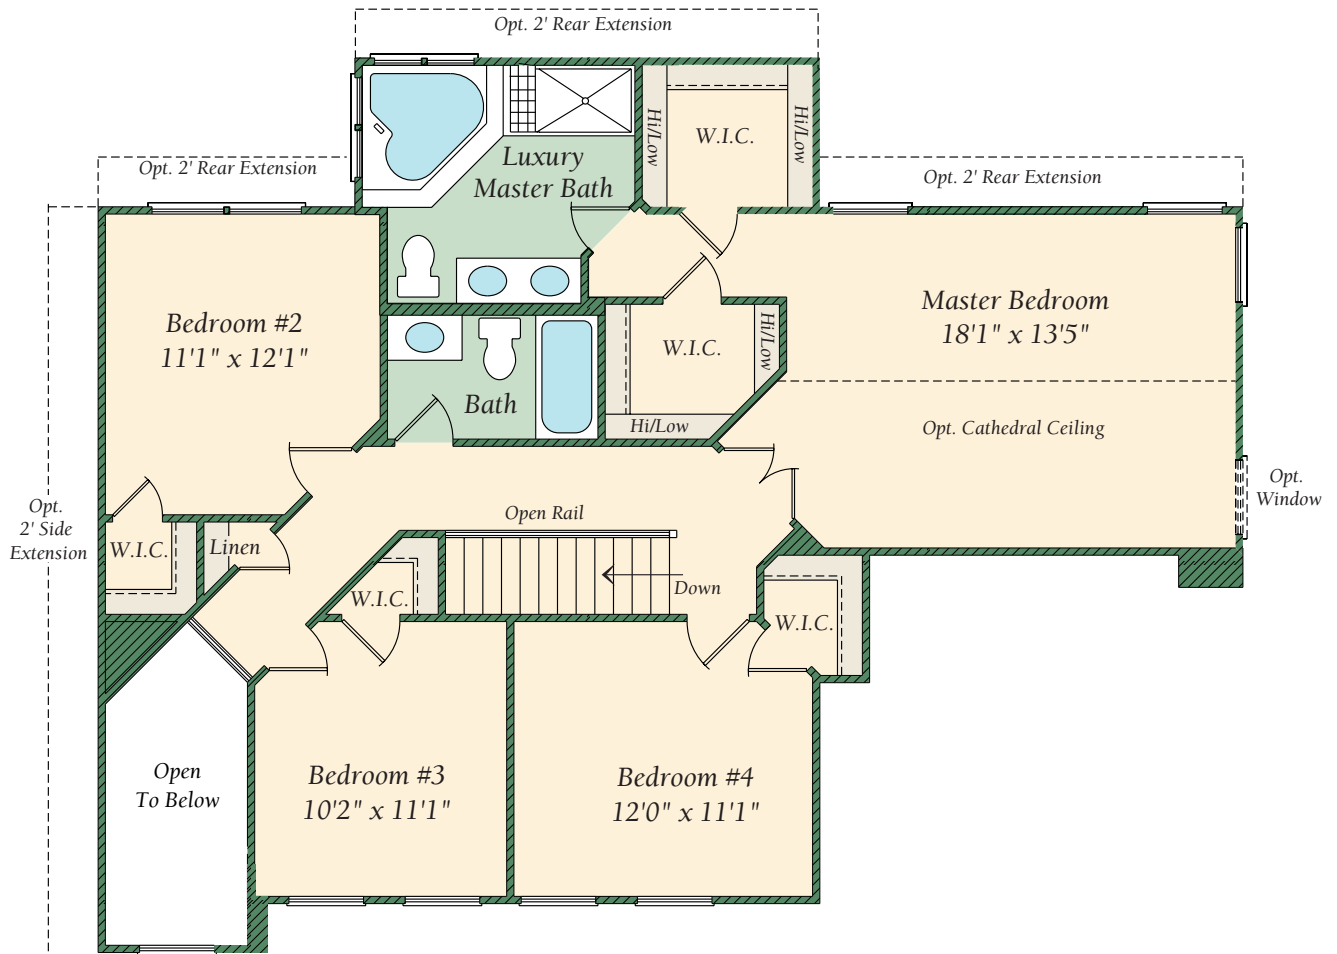 Opt. 2' Rear Extension
Opt. 2' Rear Extension
Luxury
Master Bath
Hi/Low
W.I.C.
Hi/Low
Opt. 2' Rear Extension
Bedroom #2
11'1" x 12'1"
Bath
W.I.C.
Hi/Low
Hi/Low
Master Bedroom
18'1" x 13'5"
Opt. Cathedral Ceiling
Opt.
Window
Opt.
2' Side
Extension
W.I.C.
Linen
Open Rail
Down
W.I.C.
W.I.C.
Open
To Below
Bedroom #3
10'2" x 11'1"
Bedroom #4
12'0" x 11'1"